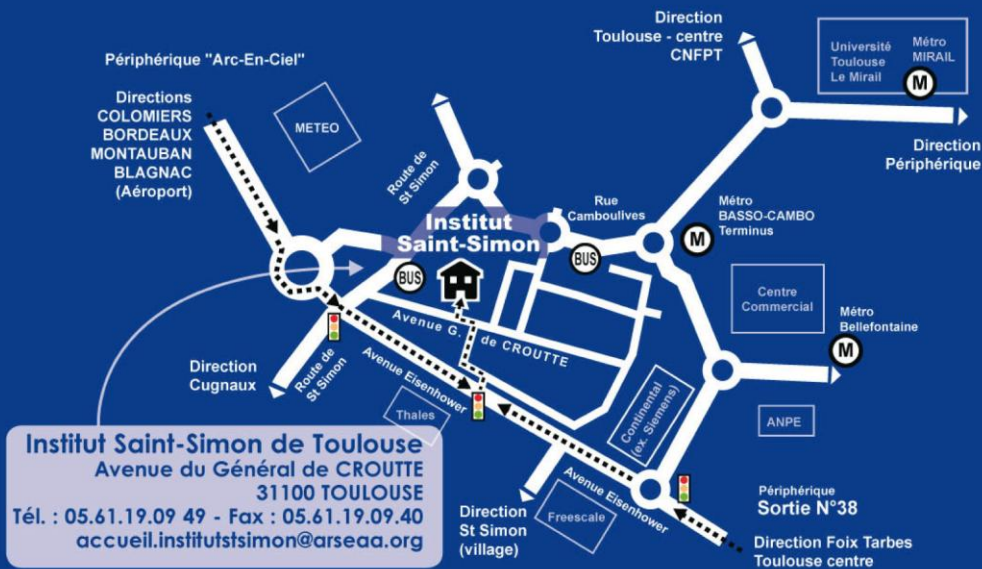 Direction
Toulouse - centre
CNFPT
Université
Toulouse
Le Mirail
Métro
MIRAIL
M
Périphérique "Arc-En-Ciel"
Directions
COLOMIERS
BORDEAUX
MONTAUBAN
BLAGNAC
(Aéroport)
METEO
Direction
Périphérique
Route de
St Simon
Rue
Camboulives
Métro
BASSO-CAMBO
Terminus
M
Institut
Saint-Simon
BUS
BUS
Centre
Commercial
Métro
Bellefontaine
M
Avenue G. de CROUTTE
Direction
Cugnaux
Route de
St Simon
Avenue Eisenhower
Thales
Continental
(ex. Siemens)
ANPE
Institut Saint-Simon de Toulouse
Avenue du Général de CROUTTE
31100 TOULOUSE
Tél. : 05.61.19.09 49 - Fax : 05.61.19.09.40
accueil.institutstsimon@arseaa.org
Avenue Eisenhower
Direction
St Simon
(village)
Freescale
Périphérique
Sortie N°38
Direction Foix Tarbes
Toulouse centre